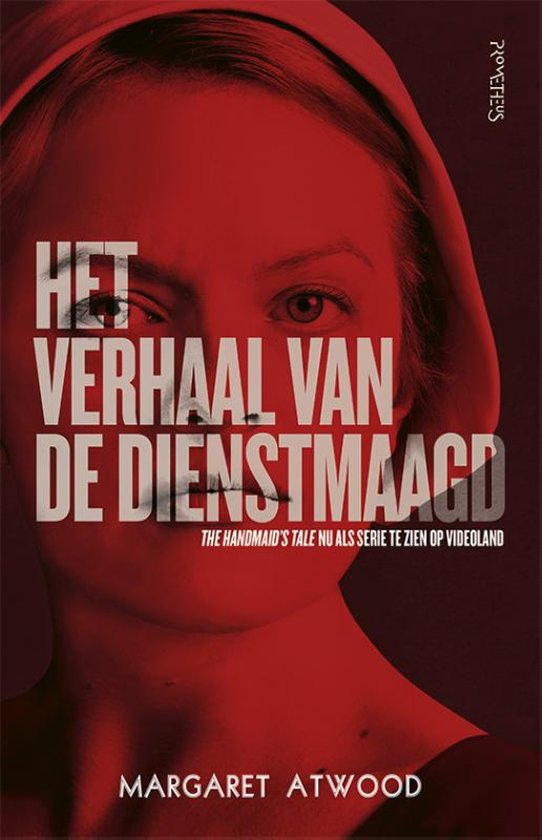 PROMETHEUS
HET
VERHAAL VAN
DE DIENSTMAAGD
THE HANDMAID'S TALE NU ALS SERIE TE ZIEN OP VIDEOLAND
MARGARET ATWOOD